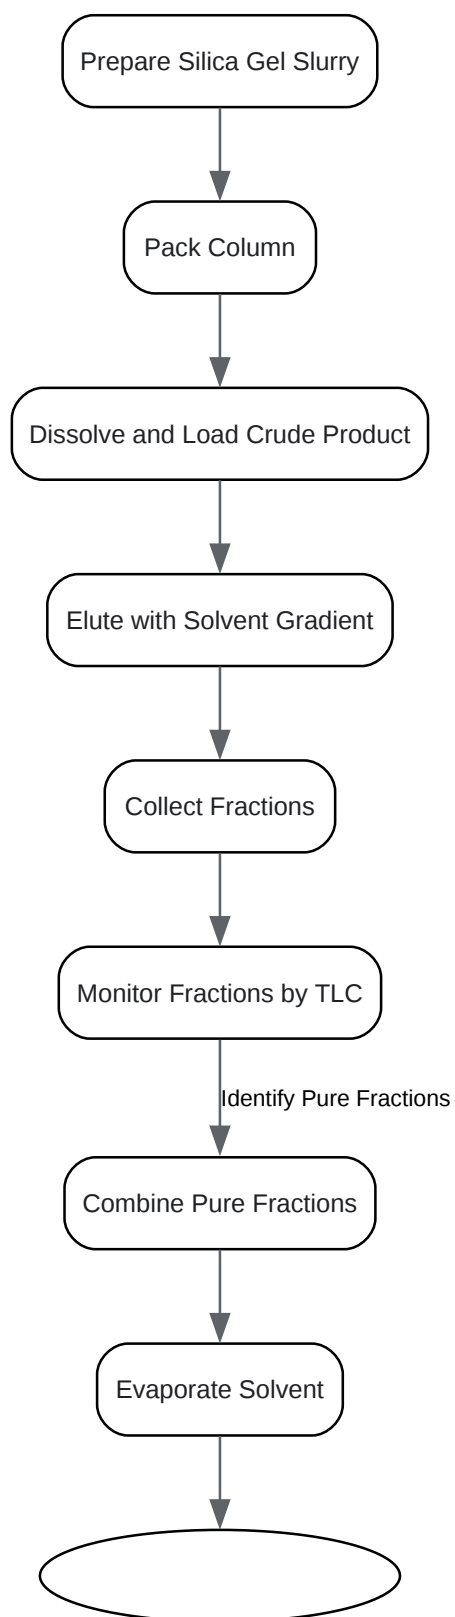 Prepare Silica Gel Slurry
Pack Column
Dissolve and Load Crude Product
Elute with Solvent Gradient
Collect Fractions
Monitor Fractions by TLC
Identify Pure Fractions
Combine Pure Fractions
Evaporate Solvent